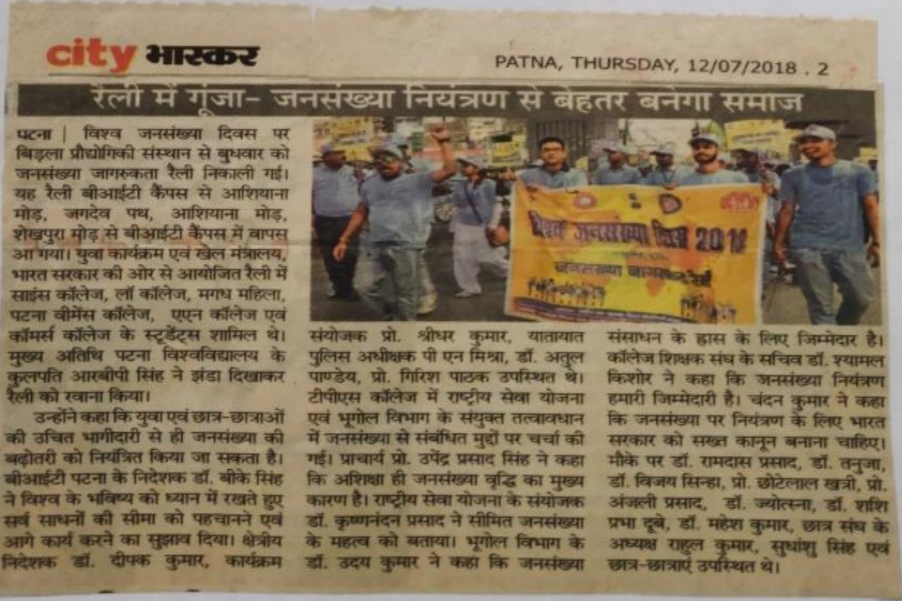 city भास्कर
PATNA, THURSDAY, 12/07/2018 . 2
रैली में गूंजा- जनसंख्या नियंत्रण से बेहतर बनेगा समाज
पटना | विश्व जनसंख्या दिवस पर
बिड़ला प्रौद्योगिकी संस्थान से बुधवार को
जनसंख्या जागरुकता रैली निकाली गई।
यह रैली बीआईटी कैंपस से आशियाना
मोड़, जगदेव पथ, आशियाना मोड़,
शेखपुरा मोड़ से बीआईटी कैंपस में वापस
आ गया। युवा कार्यक्रम एवं खेल मंत्रालय,
भारत सरकार की ओर से आयोजित रैली में
साइंस कॉलेज, लॉ कॉलेज, मगध महिला,
पटना वीमेंस कॉलेज, एएन कॉलेज एवं
कॉमर्स कॉलेज के स्टूडेंट्स शामिल थे।
मुख्य अतिथि पटना विश्वविद्यालय के
कुलपति आरबीपी सिंह ने झंडा दिखाकर
रैली को रवाना किया।
उन्होंने कहा कि युवा एवं छात्र-छात्राओं
की उचित भागीदारी से ही जनसंख्या की
बढ़ोतरी को नियंत्रित किया जा सकता है।
बीआईटी पटना के निदेशक डॉ. बीके सिंह
ने विश्व के भविष्य को ध्यान में रखते हुए
सर्व साधनों की सीमा को पहचानने एवं
आगे कार्य करने का सुझाव दिया। क्षेत्रीय
निदेशक डॉ. दीपक कुमार, कार्यक्रम
विश्व जनसंख्या दिवस 2018
जनसंख्या जागरूकता रैली
संयोजक प्रो. श्रीधर कुमार, यातायात
पुलिस अधीक्षक पी एन मिश्रा, डॉ. अतुल
पाण्डेय, प्रो. गिरिश पाठक उपस्थित थे।
टीपीएस कॉलेज में राष्ट्रीय सेवा योजना
एवं भूगोल विभाग के संयुक्त तत्वावधान
में जनसंख्या से संबंधित मुद्दों पर चर्चा की
गई। प्राचार्य प्रो. उपेंद्र प्रसाद सिंह ने कहा
कि अशिक्षा ही जनसंख्या वृद्धि का मुख्य
कारण है। राष्ट्रीय सेवा योजना के संयोजक
डॉ. कृष्णनंदन प्रसाद ने सीमित जनसंख्या
के महत्व को बताया। भूगोल विभाग के
डॉ. उदय कुमार ने कहा कि जनसंख्या
संसाधन के ह्रास के लिए जिम्मेदार है।
कॉलेज शिक्षक संघ के सचिव डॉ. श्यामल
किशोर ने कहा कि जनसंख्या नियंत्रण
हमारी जिम्मेदारी है। चंदन कुमार ने कहा
कि जनसंख्या पर नियंत्रण के लिए भारत
सरकार को सख्त कानून बनाना चाहिए।
मौके पर डॉ. रामदास प्रसाद, डॉ. तनुजा,
डॉ. विजय सिन्हा, प्रो. छोटेलाल खत्री, प्रो.
अंजली प्रसाद, डॉ. ज्योत्सना, डॉ. शशि
प्रभा दूबे, डॉ. महेश कुमार, छात्र संघ के
अध्यक्ष राहुल कुमार, सुधांशु सिंह एवं
छात्र-छात्राएं उपस्थित थे।